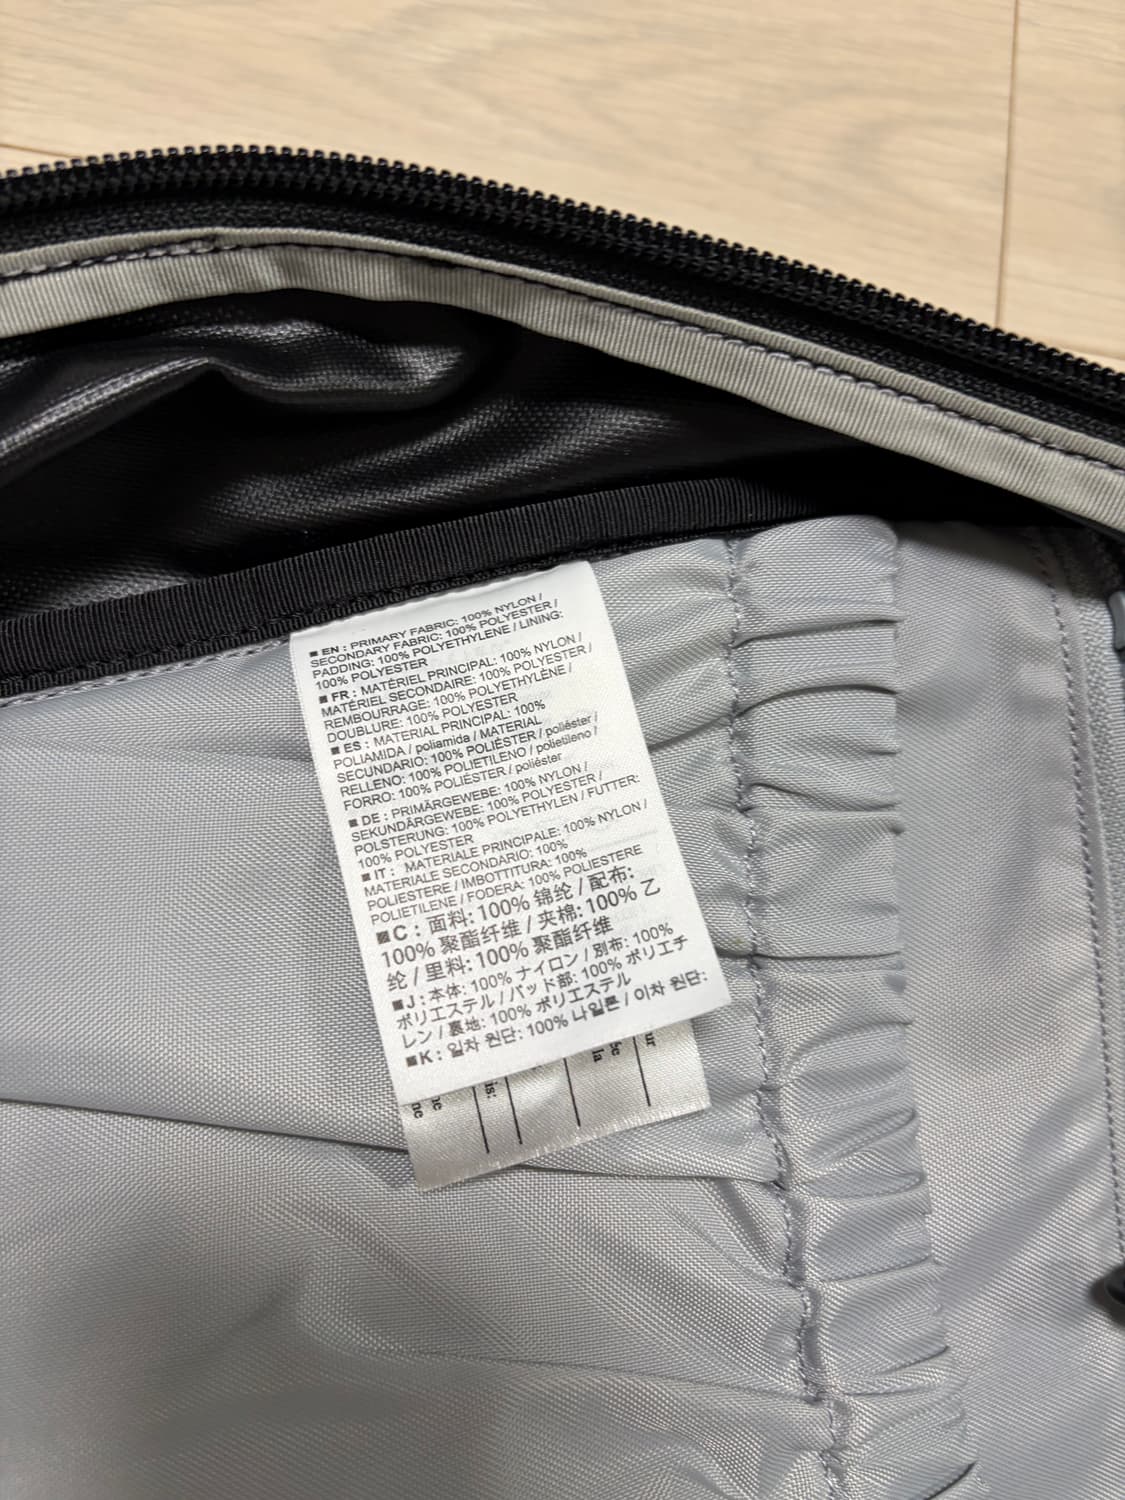 ■ EN : PRIMARY FABRIC: 100% NYLON /
SECONDARY FABRIC: 100% POLYESTER /
PADDING: 100% POLYETHYLENE / LINING:
100% POLYESTER
■ FR : MATÉRIEL PRINCIPAL: 100% NYLON /
MATÉRIEL SECONDAIRE: 100% POLYESTER /
REMBOURRAGE: 100% POLYETHYLÈNE /
DOUBLURE: 100% POLYESTER
■ ES : MATERIAL PRINCIPAL: 100%
POLIAMIDA / poliamida / MATERIAL
SECUNDARIO: 100% POLIÉSTER / poliéster /
RELLENO: 100% POLIETILENO / polietileno /
FORRO: 100% POLIÉSTER / poliéster
■ DE : PRIMÄRGEWEBE: 100% NYLON /
SEKUNDÄRGEWEBE: 100% POLYESTER /
POLSTERUNG: 100% POLYETHYLEN / FUTTER:
100% POLYESTER
■ IT : MATERIALE PRINCIPALE: 100% NYLON /
MATERIALE SECONDARIO: 100%
POLIESTERE / IMBOTTITURA: 100%
POLIETILENE / FODERA: 100% POLIESTERE
■C : 面料: 100% 锦纶 / 配布:
100% 聚酯纤维 / 夹棉: 100% 乙
纶 / 里料: 100% 聚酯纤维
■J : 本体: 100% ナイロン / 別布: 100%
ポリエステル / パッド部: 100% ポリエチ
レン / 裏地: 100% ポリエステル
■K : 일차 원단: 100% 나일론 / 이차 원단:
ne
ne
is:
la
ur